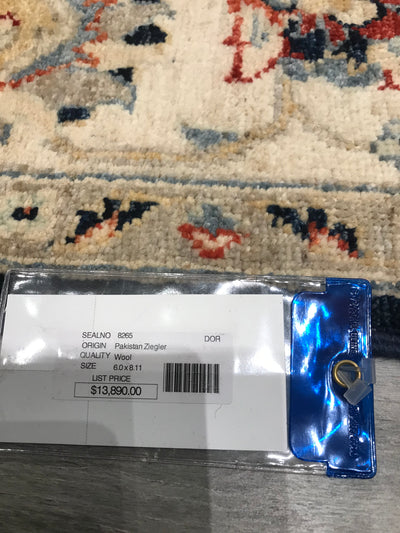 SEALNO 8265 DOR
ORIGIN Pakistan Ziegler
QUALITY Wool
SIZE 6.0 x 8.11
LIST PRICE
$13,890.00